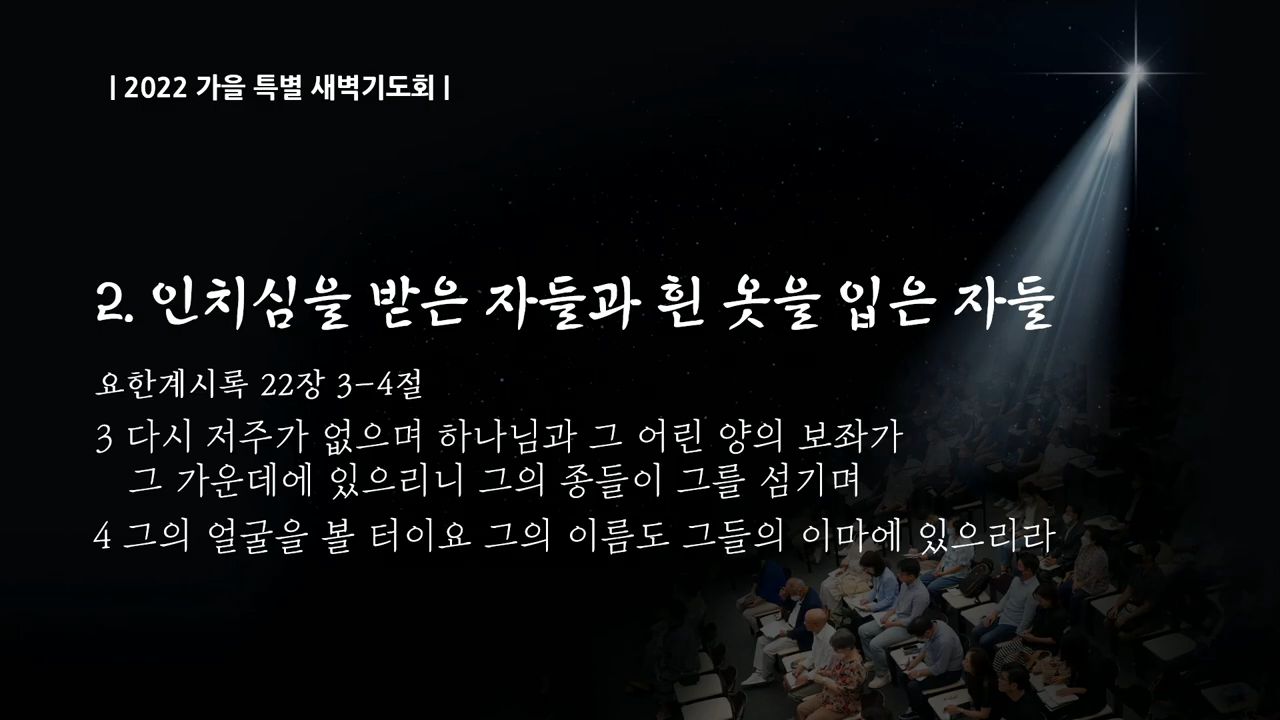 | 2022 가을 특별 새벽기도회 |
2. 인치심을 받은 자들과 흰 옷을 입은 자들
요한계시록 22장 3-4절
3 다시 저주가 없으며 하나님과 그 어린 양의 보좌가
그 가운데에 있으리니 그의 종들이 그를 섬기며
4 그의 얼굴을 볼 터이요 그의 이름도 그들의 이마에 있으리라